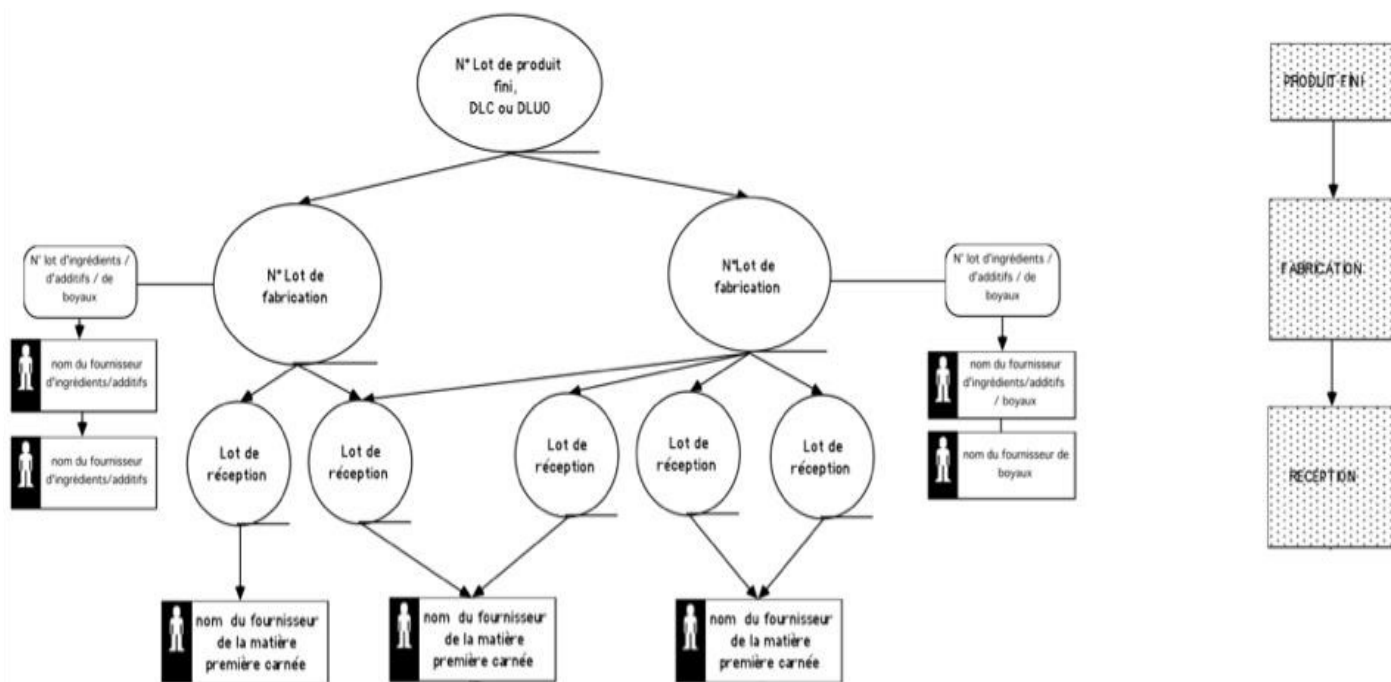 N° Lot de produit
fini,
DLC ou DLUO
PRODUIT FINI
N° lot d'ingrédients /
d'additifs / de
boyaux
N° Lot de
fabrication
N°Lot de
fabrication
N° lot d'ingrédients /
d'additifs / de
boyaux
FABRICATION
nom du fournisseur
d'ingrédients/additifs
nom du fournisseur
d'ingrédients/additifs
/ boyaux
nom du fournisseur
d'ingrédients/additifs
Lot de
réception
Lot de
réception
Lot de
réception
Lot de
réception
Lot de
réception
nom du fournisseur de
boyaux
RECEPTION
nom du fournisseur
de la matière
première carnée
nom du fournisseur
de la matière
première carnée
nom du fournisseur
de la matière
première carnée